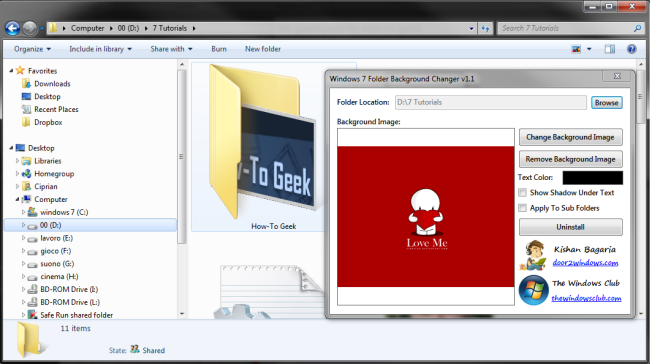 Computer ▸ 00 (D:) ▸ 7 Tutorials
Search 7 Tutorials
Organize
Include in library
Share with
Burn
New folder
Favorites
Downloads
Desktop
Recent Places
Dropbox
Desktop
Libraries
Homegroup
Ciprian
Computer
windows 7 (C:)
00 (D:)
lavoro (E:)
gioco (F:)
suono (G:)
cinema (H:)
BD-ROM Drive (I:)
BD-ROM Drive (L:)
Safe Run shared folder
w-To Geek
How-To Geek
Windows 7 Folder Background Changer v1.1
Folder Location:
D:\7 Tutorials
Browse
Background Image:
Love Me
Change Background Image
Remove Background Image
Text Color:
Show Shadow Under Text
Apply To Sub Folders
Uninstall
Kishan Bagaria
door2windows.com
The Windows Club
thewindowsclub.com
11 items
State:
Shared